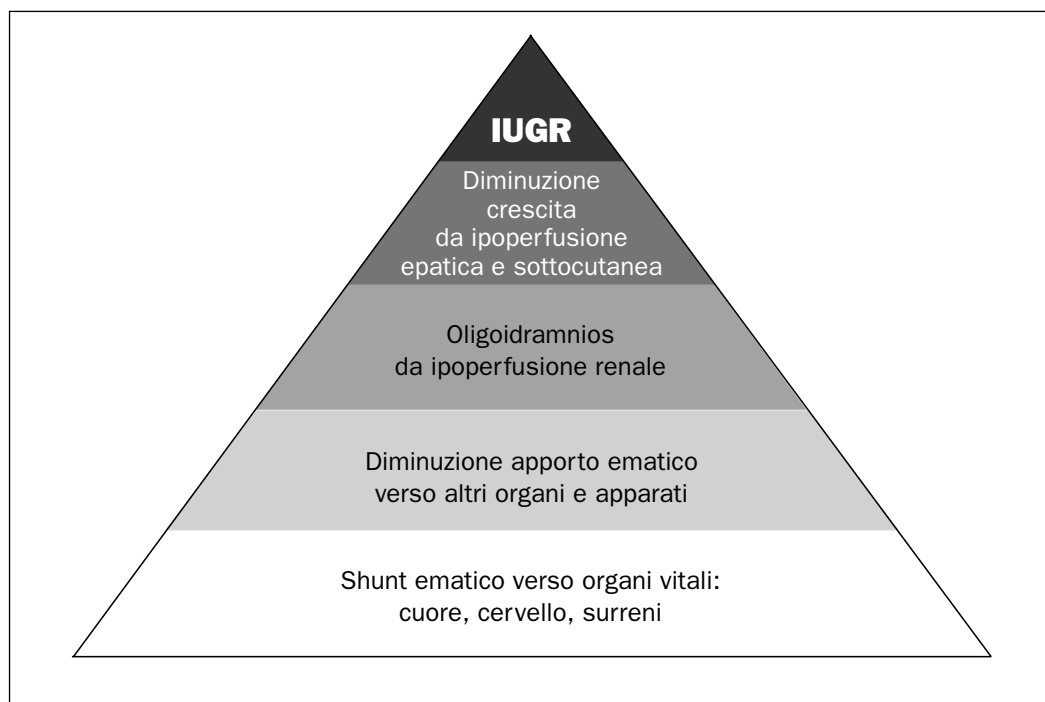 IUGR
Diminuzione
crescita
da ipoperfusione
epatica e sottocutanea
Oligoidramnios
da ipoperfusione renale
Diminuzione apporto ematico
verso altri organi e apparati
Shunt ematico verso organi vitali:
cuore, cervello, surreni